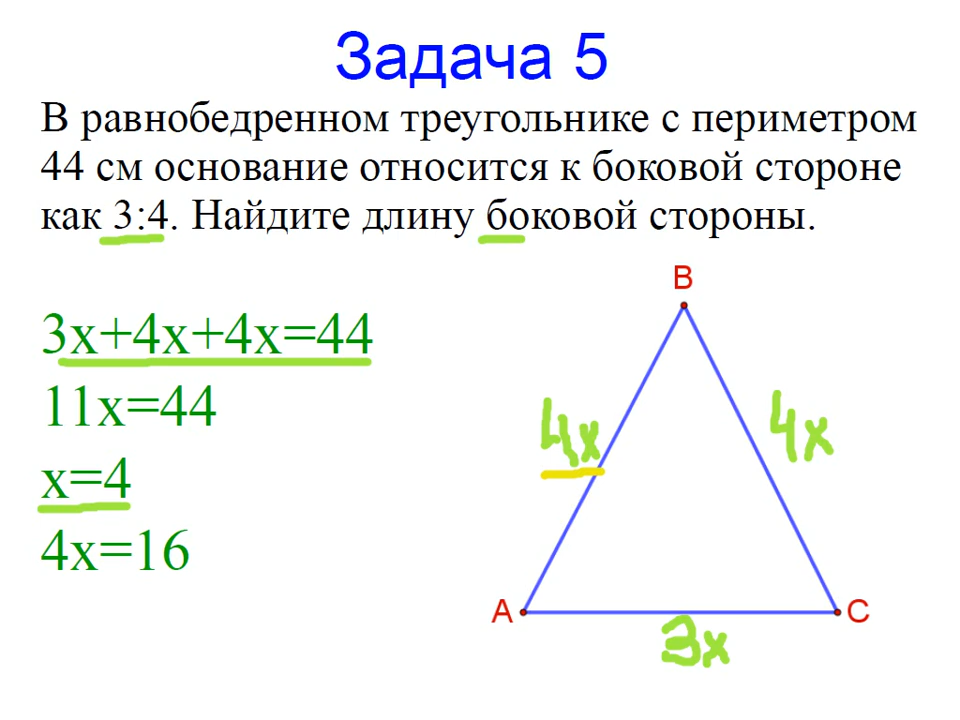 Задача 5
В равнобедренном треугольнике с периметром
44 см основание относится к боковой стороне
как 3:4. Найдите длину боковой стороны.
3x+4x+4x=44
11x=44
x=4
4x=16
B
4x
4x
A
C
3x